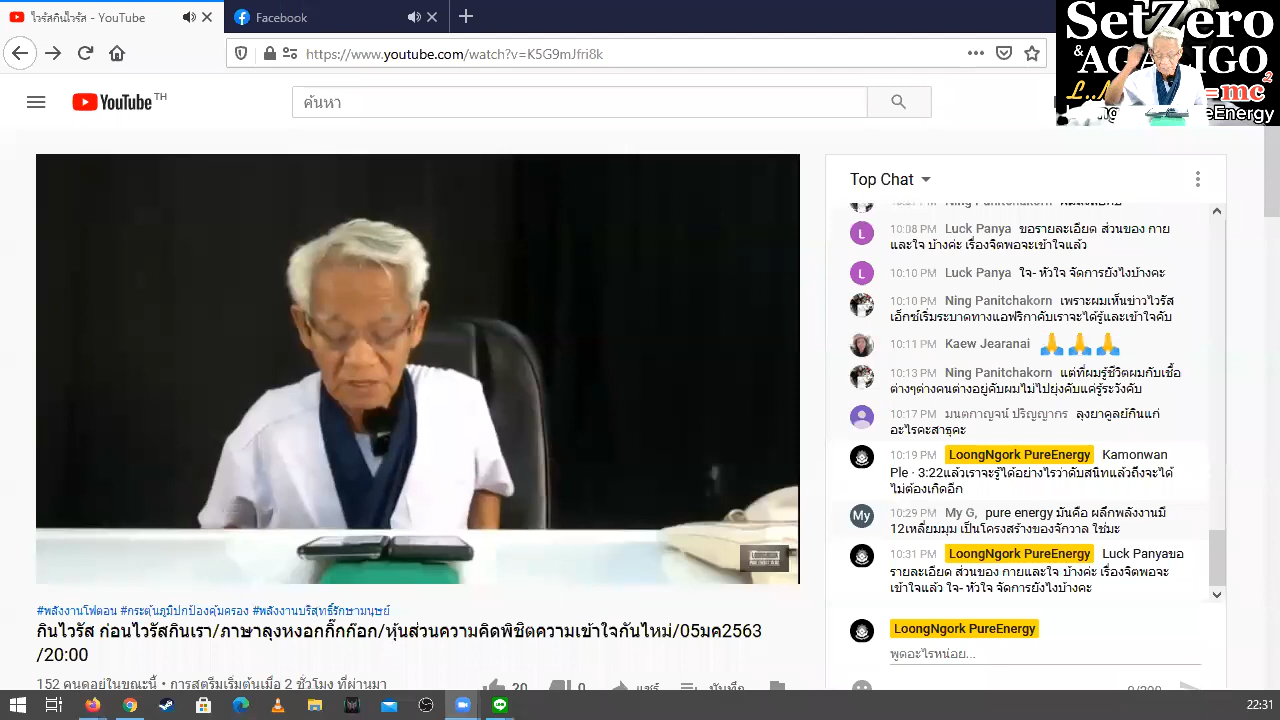 ไวรัสกินไวรัส - YouTube
Facebook
https://www.youtube.com/watch?v=K5G9mJfri8k
SetZero
&
=mc²
YouTube TH
ค้นหา
Top Chat
Ning Panitchakorn
10:08 PM Luck Panya ขอรายละเอียด ส่วนของ กาย
และใจ บ้างค่ะ เรื่องจิตพอจะเข้าใจแล้ว
10:10 PM Luck Panya ใจ- หัวใจ จัดการยังไงบ้างคะ
10:10 PM Ning Panitchakorn เพราะผมเห็นข่าวไวรัส
เอ็กซ์เริ่มระบาดทางแอฟริกาคับเราจะได้รู้และเข้าใจคับ
10:11 PM Kaew Jearanai 🙏🙏🙏
10:13 PM Ning Panitchakorn แต่ที่ผมรู้ชีวิตผมกับเชื้อ
ต่างๆต่างคนต่างอยู่คับผมไม่ไปยุ่งคับแค่รู้ระวังคับ
10:17 PM มนตกาญจน์ ปริญญากร ลุงยาคูลย์กินแก่
อะไรคะสาธุคะ
10:19 PM LoongNgork PureEnergy Kamonwan
Ple · 3:22แล้วเราจะรู้ได้อย่างไรว่าดับสนิทแล้วถึงจะได้
ไม่ต้องเกิดอีก
My 10:29 PM My G, pure energy มันคือ ผลึกพลังงานมี
12เหลี่ยมมุม เป็นโครงสร้างของจักวาล ใช่มะ
10:31 PM LoongNgork PureEnergy Luck Panyaขอ
รายละเอียด ส่วนของ กายและใจ บ้างค่ะ เรื่องจิตพอจะ
เข้าใจแล้ว ใจ- หัวใจ จัดการยังไงบ้างคะ
LoongNgork PureEnergy
พูดอะไรหน่อย...
0/200
#พลังงานโฟตอน #กระตุ้นภูมิปกป้องคุ้มครอง #พลังงานบริสุทธิ์รักษามนุษย์
กินไวรัส ก่อนไวรัสกินเรา/ภาษาลุงหงอกกิ๊กก๊อก/หุ้นส่วนความคิดพิชิตความเข้าใจกันไหม่/05มค2563
/20:00
152 คนดูอยู่ในขณะนี้ • การสตรีมเริ่มต้นเมื่อ 2 ชั่วโมง ที่ผ่านมา
20 0 แชร์ บันทึก
22:31